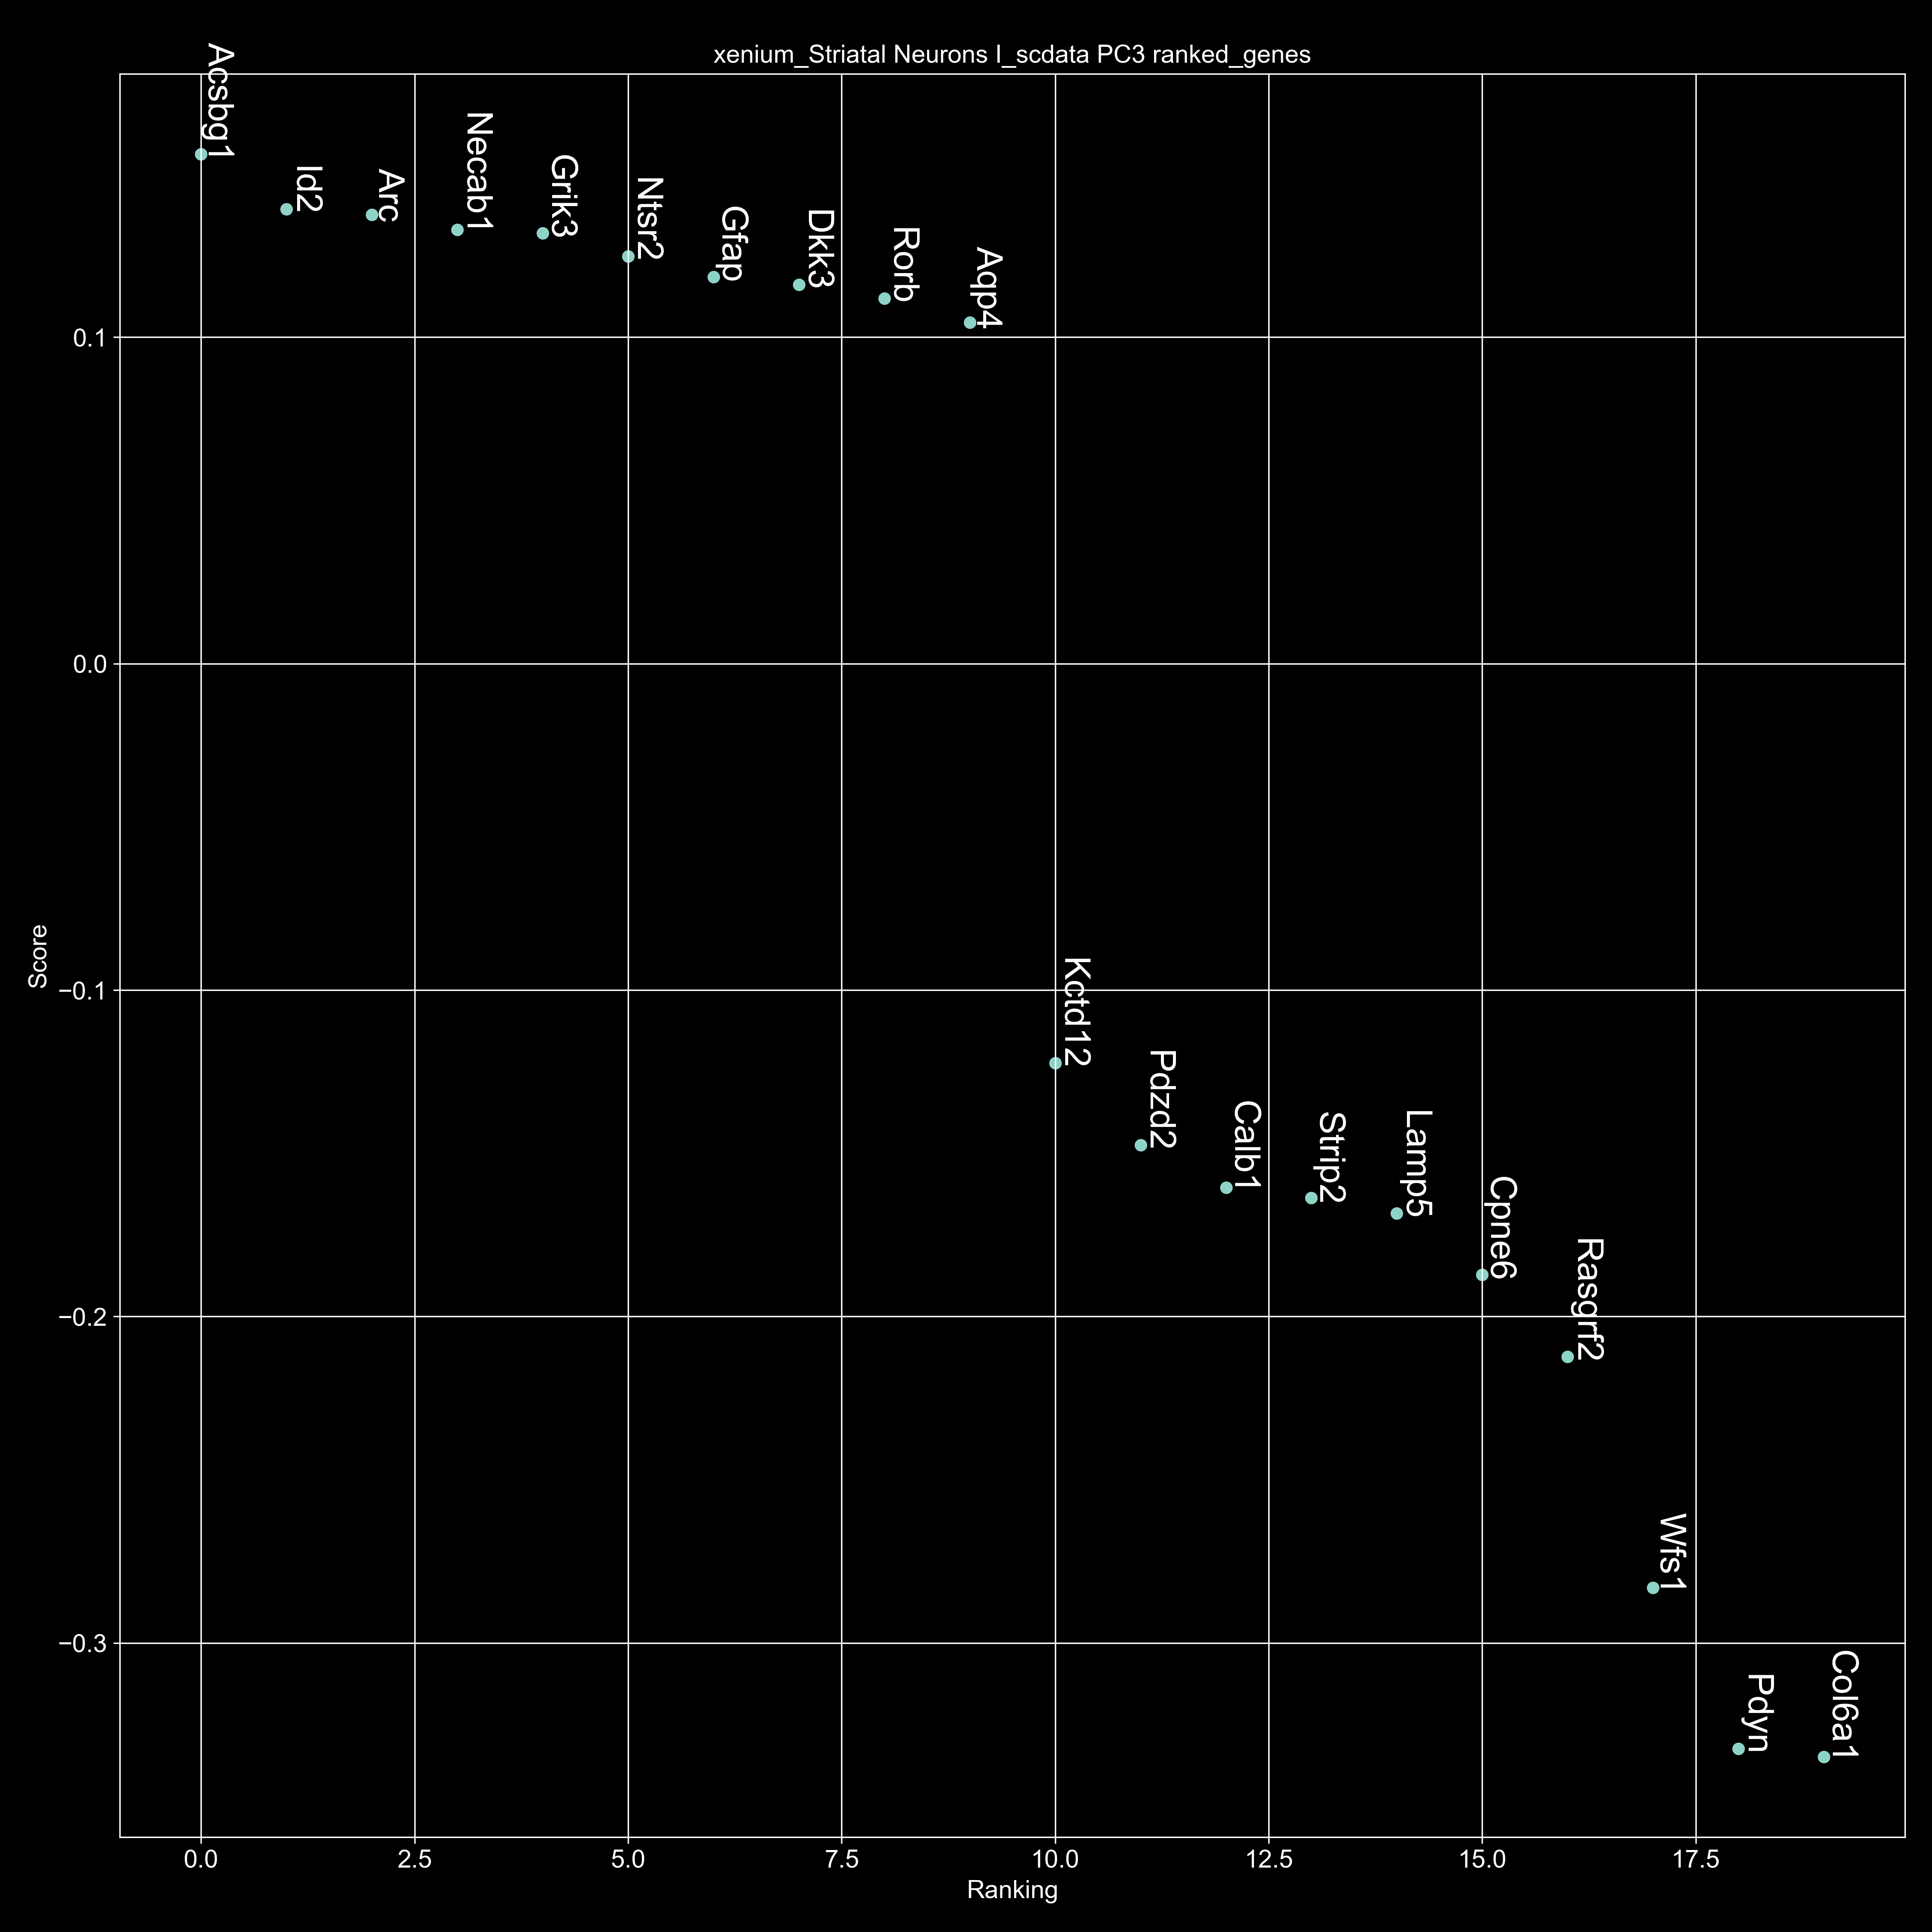 xenium_Striatal Neurons I_scdata PC3 ranked_genes
Acsbg1
Id2
Arc
Necab1
Grik3
Ntsr2
Gfap
Dkk3
Rorb
Aqp4
Kctd12
Pdzd2
Calb1
Strip2
Lamp5
Cpne6
Rasgrf2
Wfs1
Pdyn
Col6a1
Score
0.1
0.0
−0.1
−0.2
−0.3
0.0 2.5 5.0 7.5 10.0 12.5 15.0 17.5
Ranking